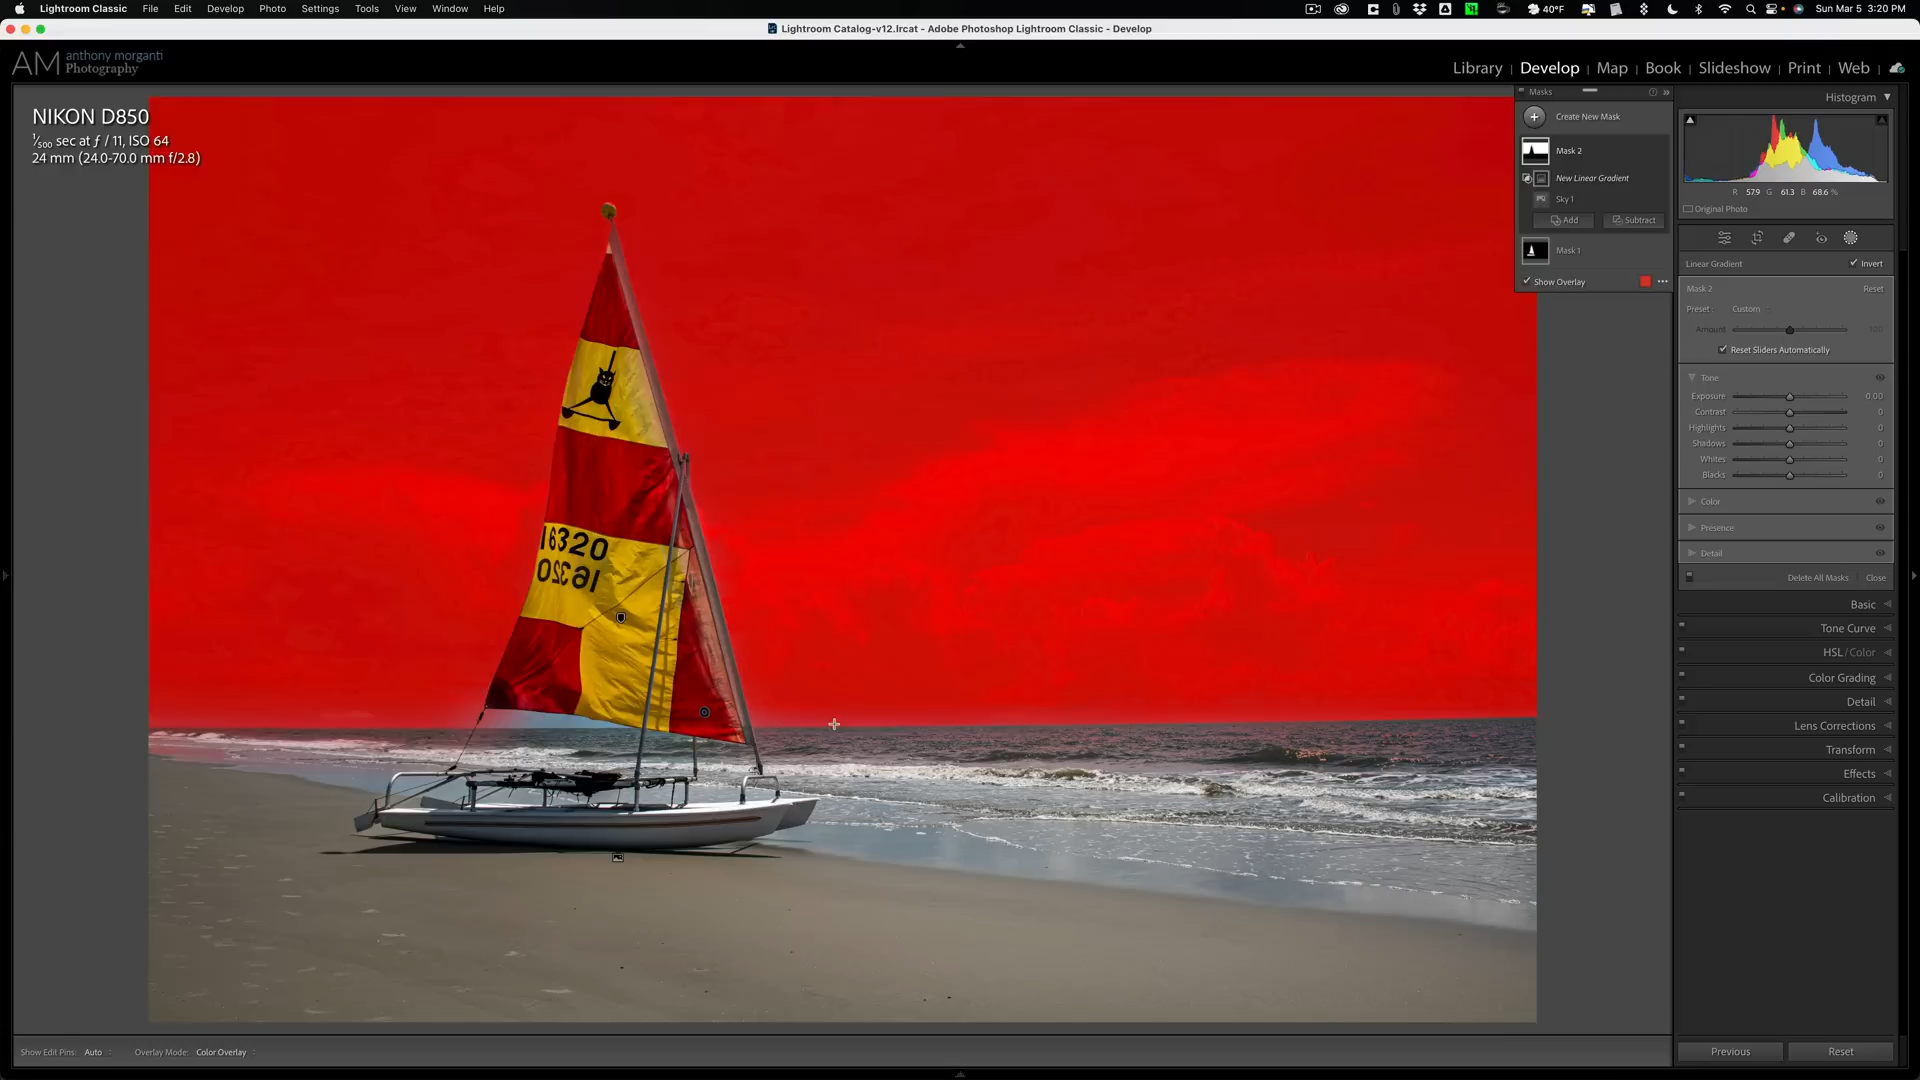 Lightroom Classic File Edit Develop Photo Settings Tools View Window Help
40°F Sun Mar 5 3:20 PM
Lightroom Catalog-v12.lrcat - Adobe Photoshop Lightroom Classic - Develop
AM anthony morganti
Photography
Library | Develop | Map | Book | Slideshow | Print | Web
NIKON D850
1/500 sec at ƒ / 11, ISO 64
24 mm (24.0-70.0 mm f/2.8)
16320
16320
Masks
Create New Mask
Mask 2
New Linear Gradient
Sky 1
Add Subtract
Mask 1
Show Overlay
Histogram
R 57.9 G 61.3 B 68.6 %
Original Photo
Linear Gradient Invert
Mask 2 Reset
Preset : Custom
Amount 100
Reset Sliders Automatically
Tone
Exposure 0.00
Contrast 0
Highlights 0
Shadows 0
Whites 0
Blacks 0
Color
Presence
Detail
Delete All Masks Close
Basic
Tone Curve
HSL / Color
Color Grading
Detail
Lens Corrections
Transform
Effects
Calibration
Show Edit Pins: Auto Overlay Mode: Color Overlay
Previous Reset